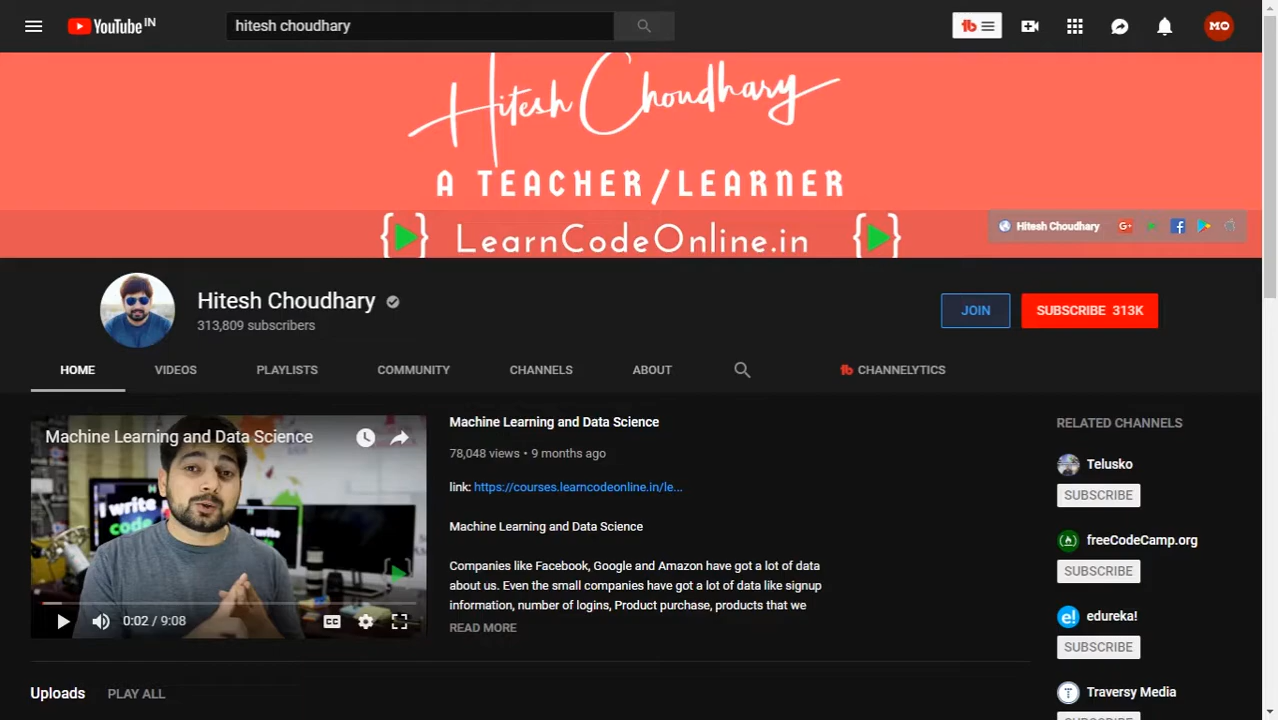 YouTube IN
hitesh choudhary
MO
Hitesh Choudhary
A TEACHER/LEARNER
LearnCodeOnline.in
Hitesh Choudhary
Hitesh Choudhary
313,809 subscribers
JOIN
SUBSCRIBE 313K
HOME
VIDEOS
PLAYLISTS
COMMUNITY
CHANNELS
ABOUT
CHANNELYTICS
Machine Learning and Data Science
I write
code
I write
0:02 / 9:08
CC
Machine Learning and Data Science
78,048 views • 9 months ago
link: https://courses.learncodeonline.in/le...
Machine Learning and Data Science
Companies like Facebook, Google and Amazon have got a lot of data
about us. Even the small companies have got a lot of data like signup
information, number of logins, Product purchase, products that we
READ MORE
RELATED CHANNELS
Telusko
SUBSCRIBE
freeCodeCamp.org
SUBSCRIBE
e!
edureka!
SUBSCRIBE
T
Traversy Media
SUBSCRIBE
Uploads
PLAY ALL